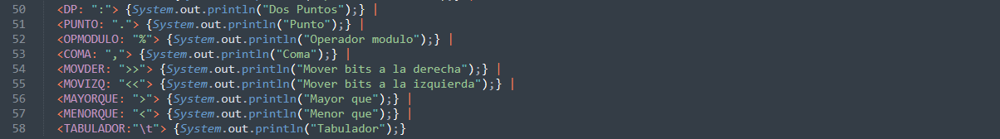 50 <DP: ":"> {System.out.println("Dos Puntos");} |
51 <PUNTO: "."> {System.out.println("Punto");} |
52 <OPMODULO: "%"> {System.out.println("Operador modulo");} |
53 <COMA: ","> {System.out.println("Coma");} |
54 <MOVDER: ">>"> {System.out.println("Mover bits a la derecha");} |
55 <MOVIZQ: "<<"> {System.out.println("Mover bits a la izquierda");} |
56 <MAYORQUE: ">"> {System.out.println("Mayor que");} |
57 <MENORQUE: "<"> {System.out.println("Menor que");} |
58 <TABULADOR:"\t"> {System.out.println("Tabulador");}